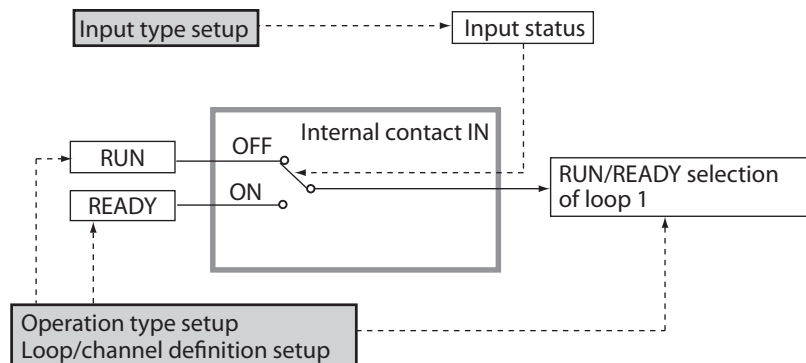 Input type setup
Input status
Internal contact IN
RUN
OFF
READY
ON
RUN/READY selection
of loop 1
Operation type setup
Loop/channel definition setup